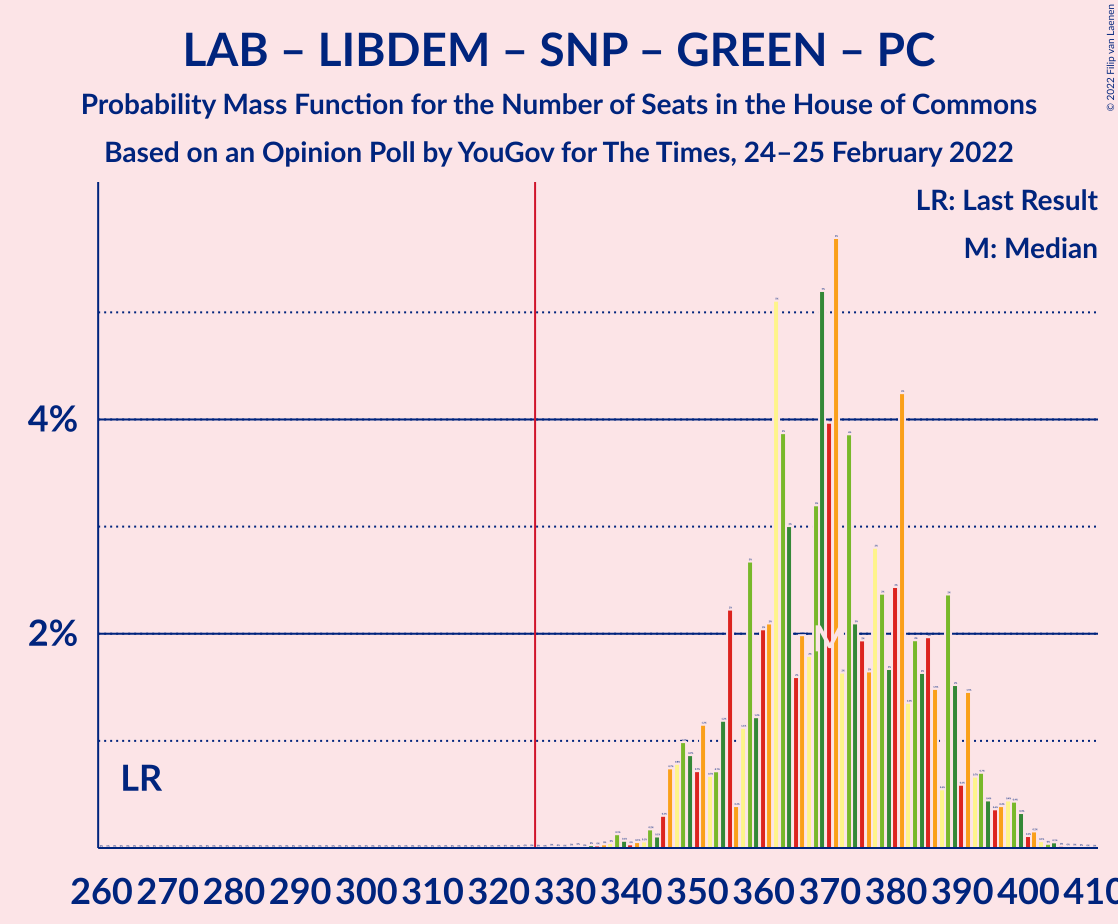 LAB – LIBDEM – SNP – GREEN – PC
Probability Mass Function for the Number of Seats in the House of Commons
Based on an Opinion Poll by YouGov for The Times, 24–25 February 2022
© 2022 Filip van Laenen
LR: Last Result
M: Median
4%
2%
LR
M
260 270 280 290 300 310 320 330 340 350 360 370 380 390 400 410